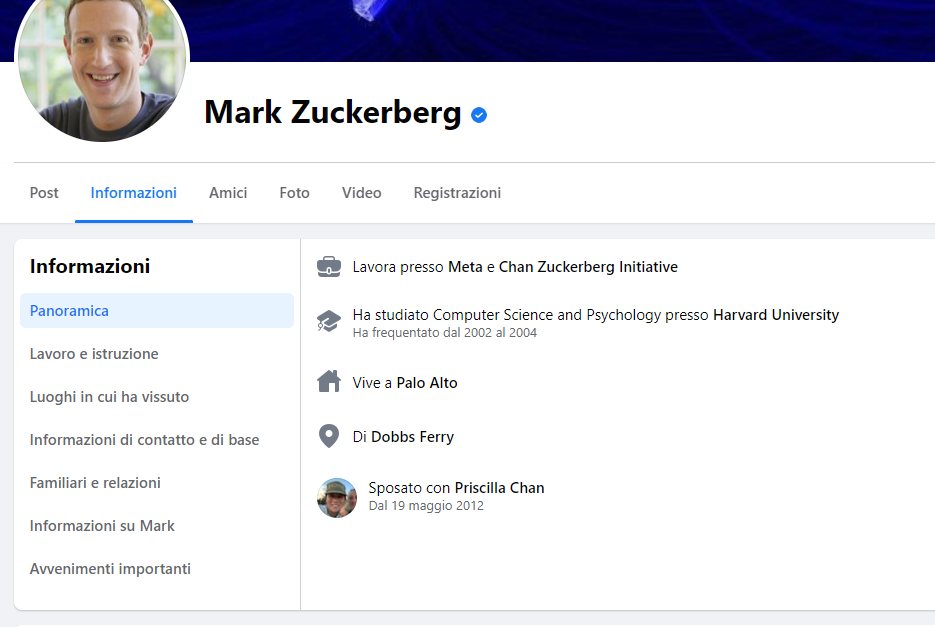 Mark Zuckerberg
Post
Informazioni
Amici
Foto
Video
Registrazioni
Informazioni
Panoramica
Lavoro e istruzione
Luoghi in cui ha vissuto
Informazioni di contatto e di base
Familiari e relazioni
Informazioni su Mark
Avvenimenti importanti
Lavora presso Meta e Chan Zuckerberg Initiative
Ha studiato Computer Science and Psychology presso Harvard University
Ha frequentato dal 2002 al 2004
Vive a Palo Alto
Di Dobbs Ferry
Sposato con Priscilla Chan
Dal 19 maggio 2012